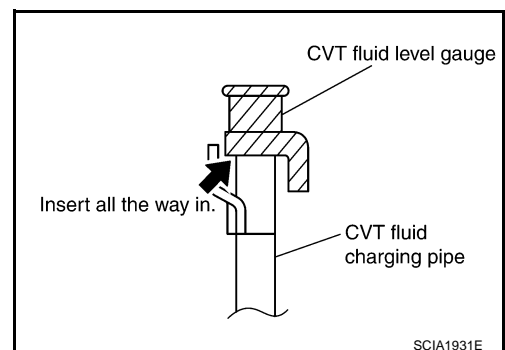 CVT fluid level gauge
Insert all the way in.
CVT fluid
charging pipe
SCIA1931E